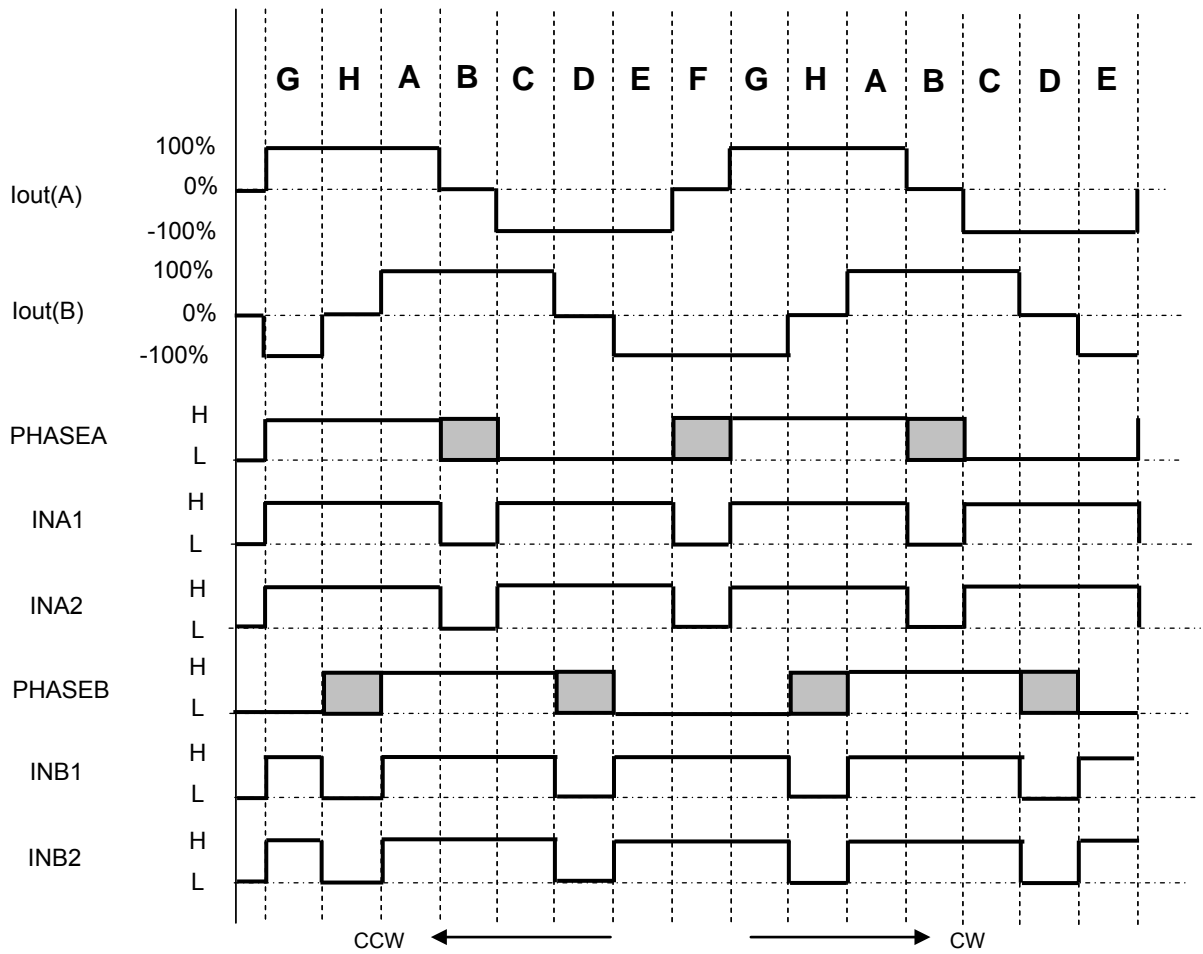 G H A B C D E F G H A B C D E
100%
Iout(A) 0%
-100%
100%
Iout(B) 0%
-100%
H
PHASEA
L
H
INA1
L
H
INA2
L
H
PHASEB
L
H
INB1
L
H
INB2
L
CCW CW